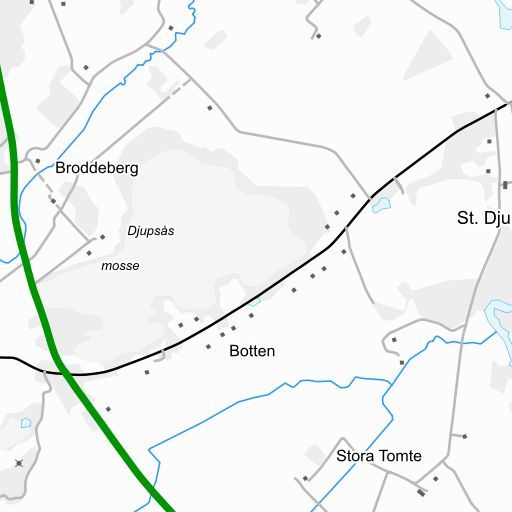 Broddeberg
St. Dju
Djupsås
mosse
Botten
Stora Tomte